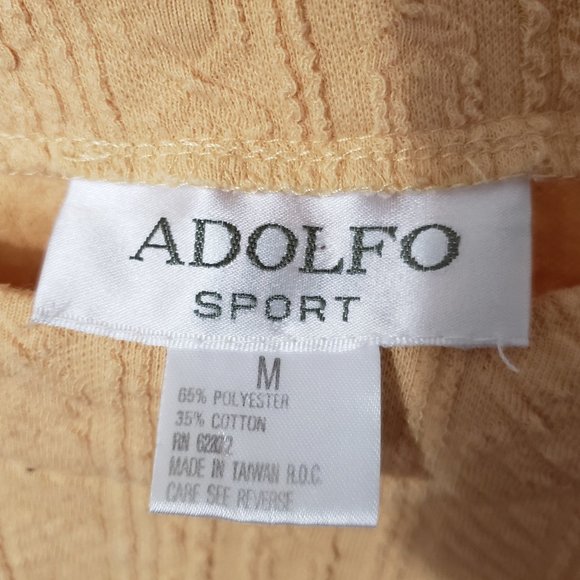 ADOLFO
SPORT
M
65% POLYESTER
35% COTTON
RN
MADE IN TAIWAN R.O.C.
CARE SEE REVERSE